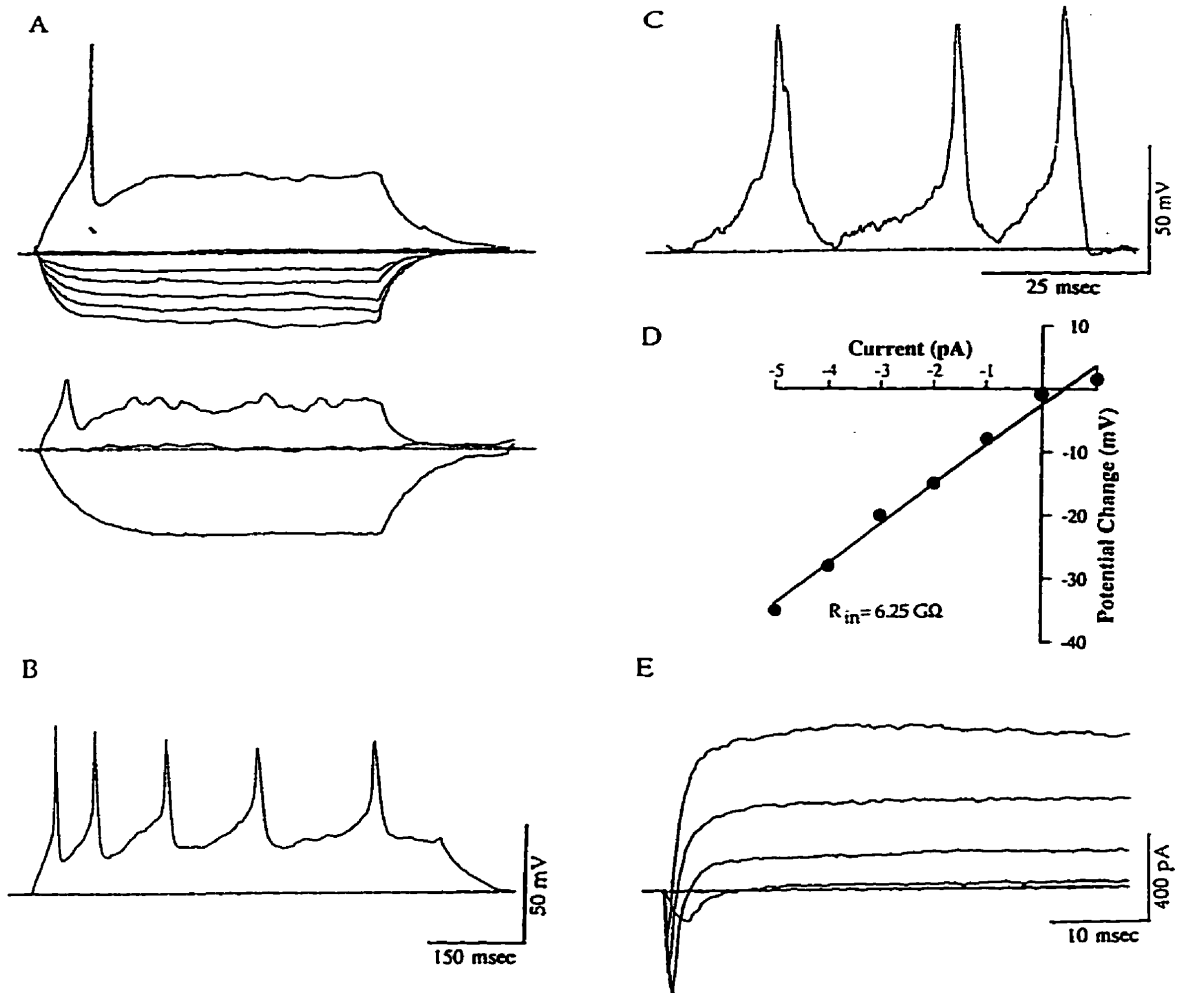 A
C
50 mV
25 msec
D
10
Current (pA)
-5 -4 -3 -2 -1
-10
-20
-30
-40
Potential Change (mV)
R in = 6.25 GΩ
B
50 mV
150 msec
E
400 pA
10 msec